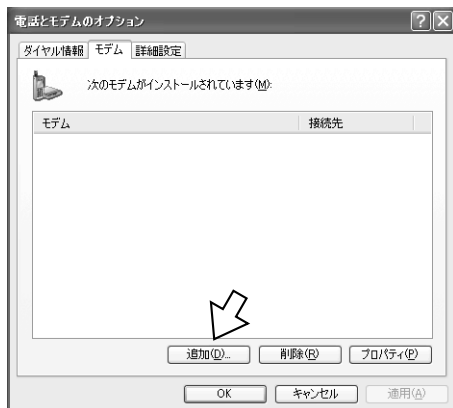 電話とモデムのオプション
ダイヤル情報 モデム 詳細設定
次のモデムがインストールされています(M):
モデム 接続先
追加(D)... 削除(R) プロパティ(P)
OK キャンセル 適用(A)